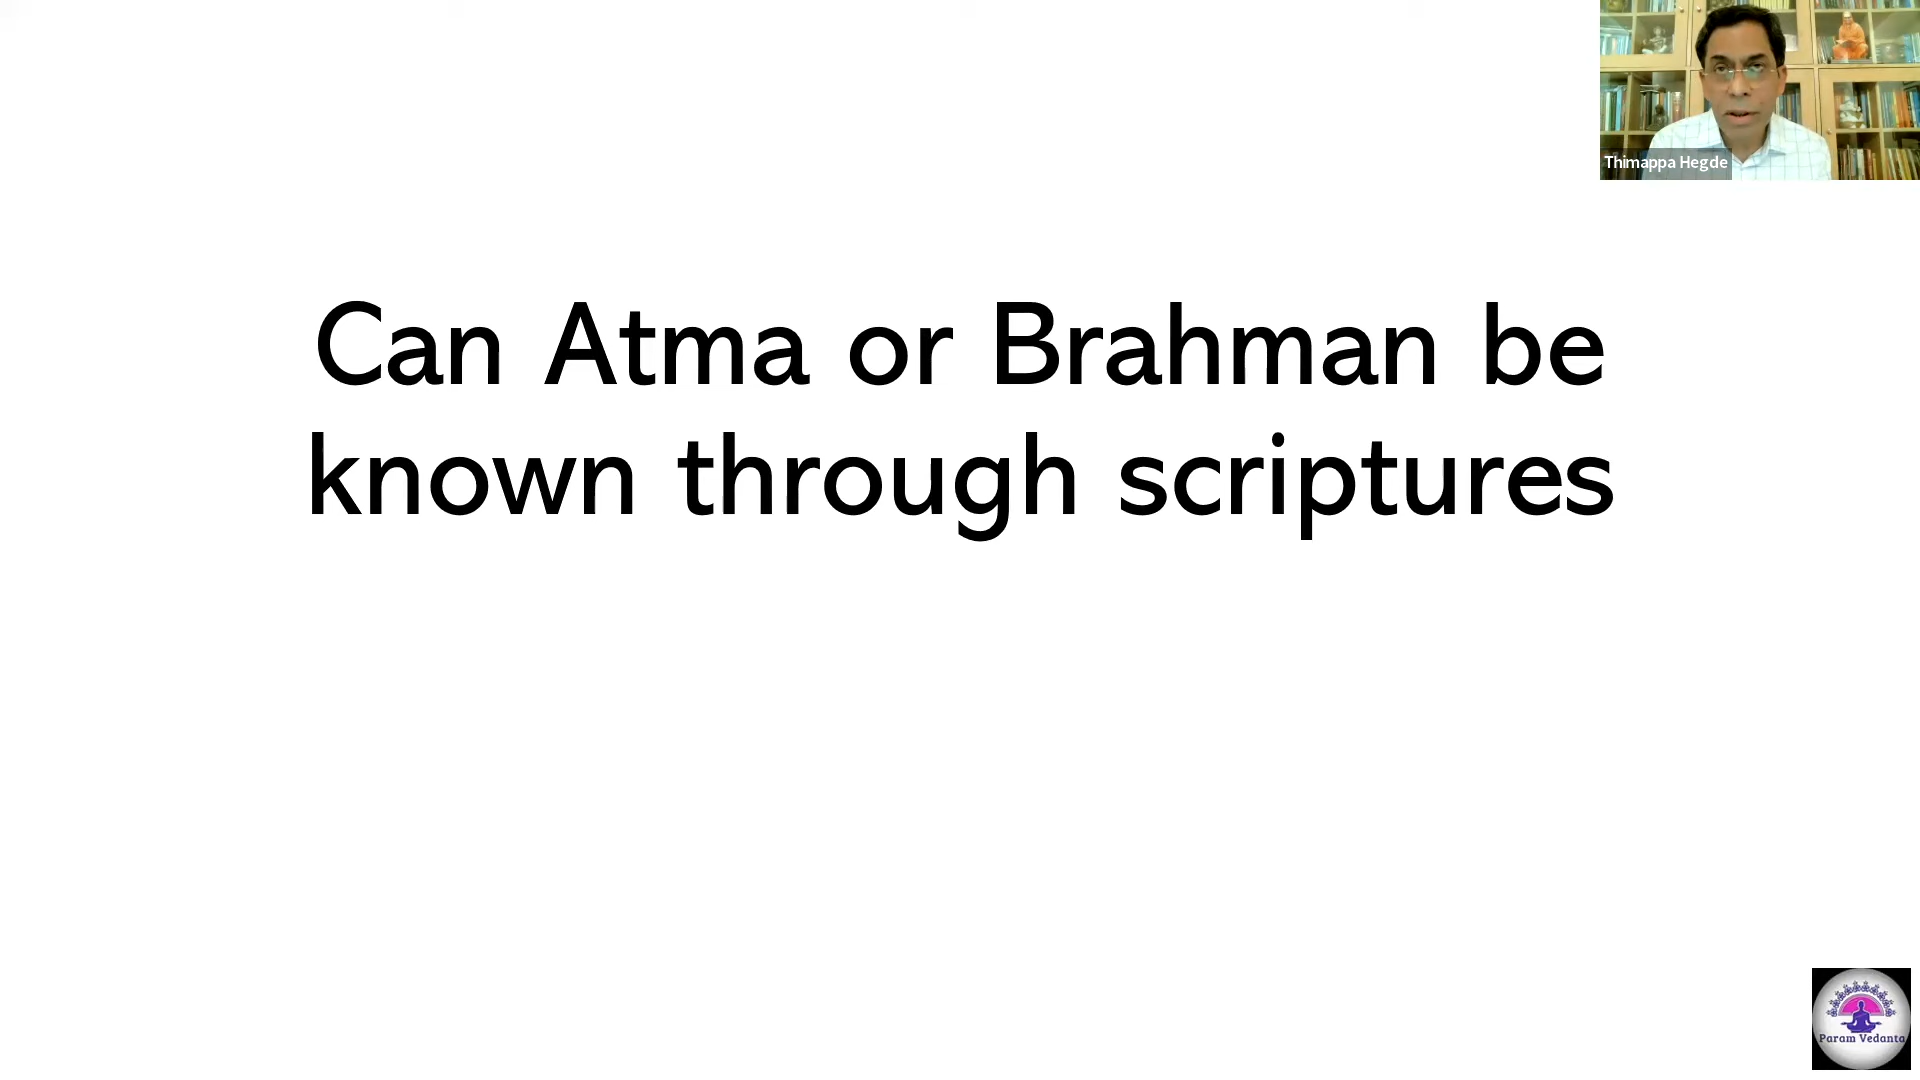 Thimappa Hegde
Can Atma or Brahman be
known through scriptures
Param Vedanta